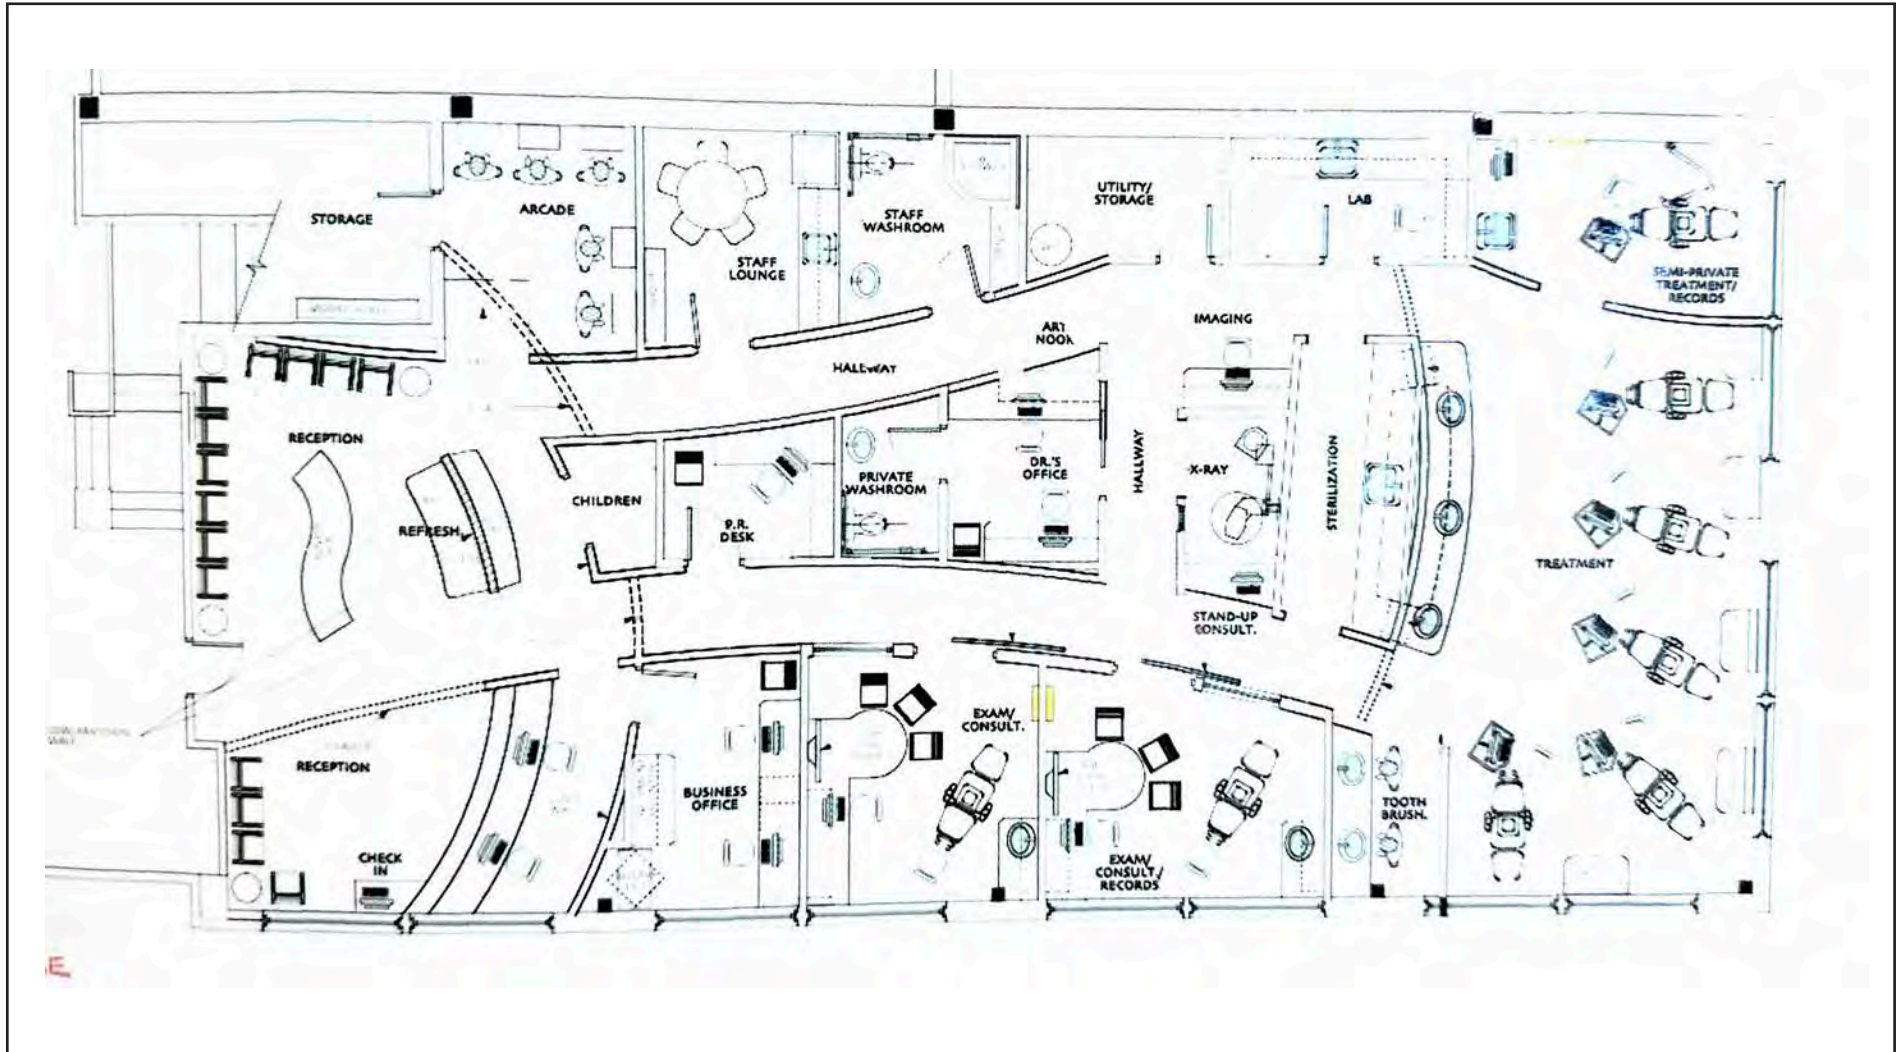 STORAGE
ARCADE
STAFF
LOUNGE
STAFF
WASHROOM
UTILITY/
STORAGE
LAB
SEMI-PRIVATE
TREATMENT/
RECORDS
IMAGING
ART
NOOK
HALLWAY
RECEPTION
REFRESH
CHILDREN
P.R.
DESK
PRIVATE
WASHROOM
DR.'S
OFFICE
HALLWAY
X-RAY
STERILIZATION
TREATMENT
STAND-UP
CONSULT.
RECEPTION
CHECK
IN
BUSINESS
OFFICE
EXAM/
CONSULT.
EXAM/
CONSULT./
RECORDS
TOOTH
BRUSH.
E